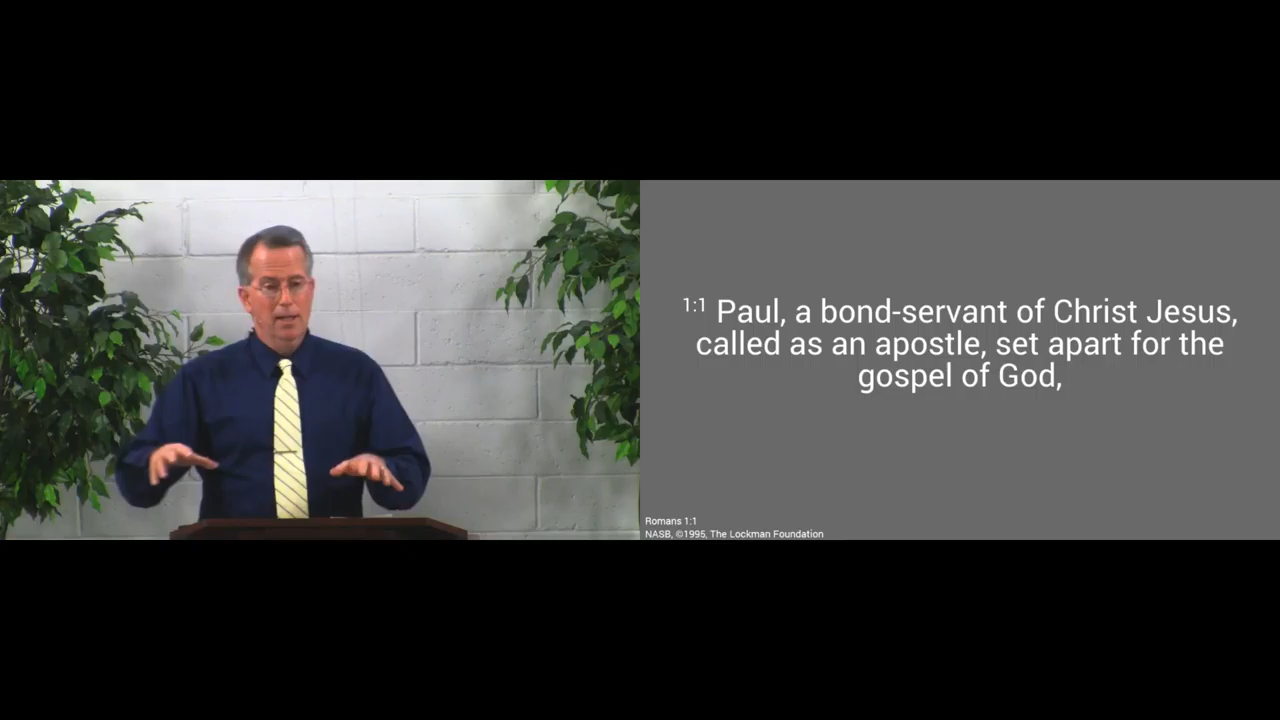 1:1 Paul, a bond-servant of Christ Jesus,
called as an apostle, set apart for the
gospel of God,
Romans 1:1
NASB, ©1995, The Lockman Foundation